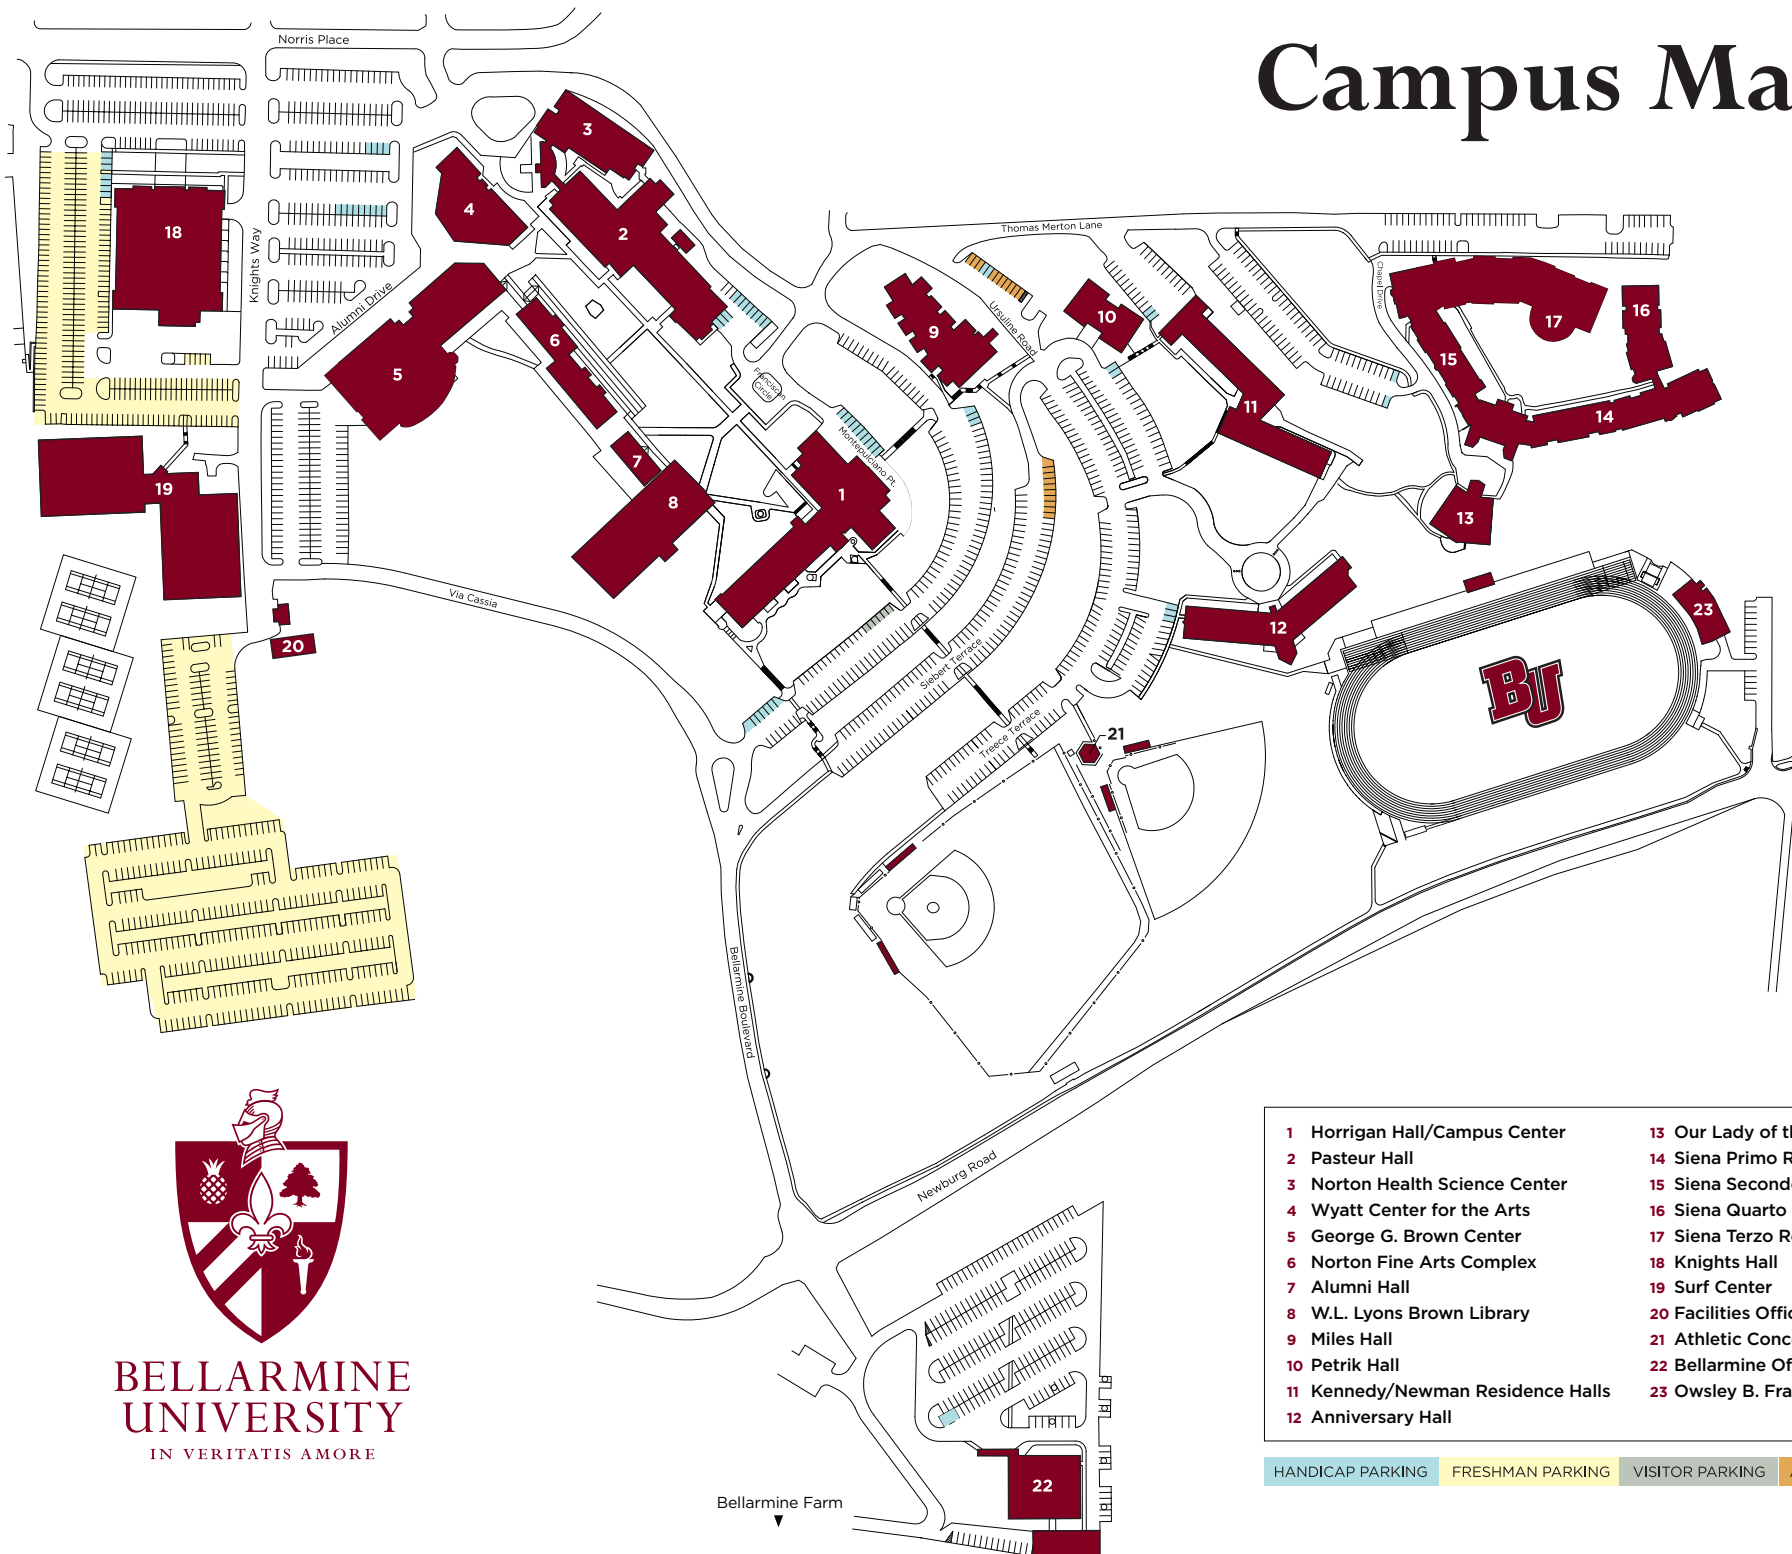 Campus Ma
Norris Place
Knights Way
Alumni Drive
Thomas Merton Lane
Ursuline Road
Chapel Drive
Franciscan
Circle
Montepulciano Pt.
Via Cassia
Siebert Terrace
Treece Terrace
Bellarmine Boulevard
Newburg Road
Bellarmine Farm
1
2
3
4
5
6
7
8
9
10
11
12
13
14
15
16
17
18
19
20
21
22
23
BU
BELLARMINE
UNIVERSITY
IN VERITATIS AMORE
1 Horrigan Hall/Campus Center
2 Pasteur Hall
3 Norton Health Science Center
4 Wyatt Center for the Arts
5 George G. Brown Center
6 Norton Fine Arts Complex
7 Alumni Hall
8 W.L. Lyons Brown Library
9 Miles Hall
10 Petrik Hall
11 Kennedy/Newman Residence Halls
12 Anniversary Hall
13 Our Lady of th
14 Siena Primo R
15 Siena Second
16 Siena Quarto
17 Siena Terzo R
18 Knights Hall
19 Surf Center
20 Facilities Offic
21 Athletic Conc
22 Bellarmine Of
23 Owsley B. Fra
HANDICAP PARKING
FRESHMAN PARKING
VISITOR PARKING